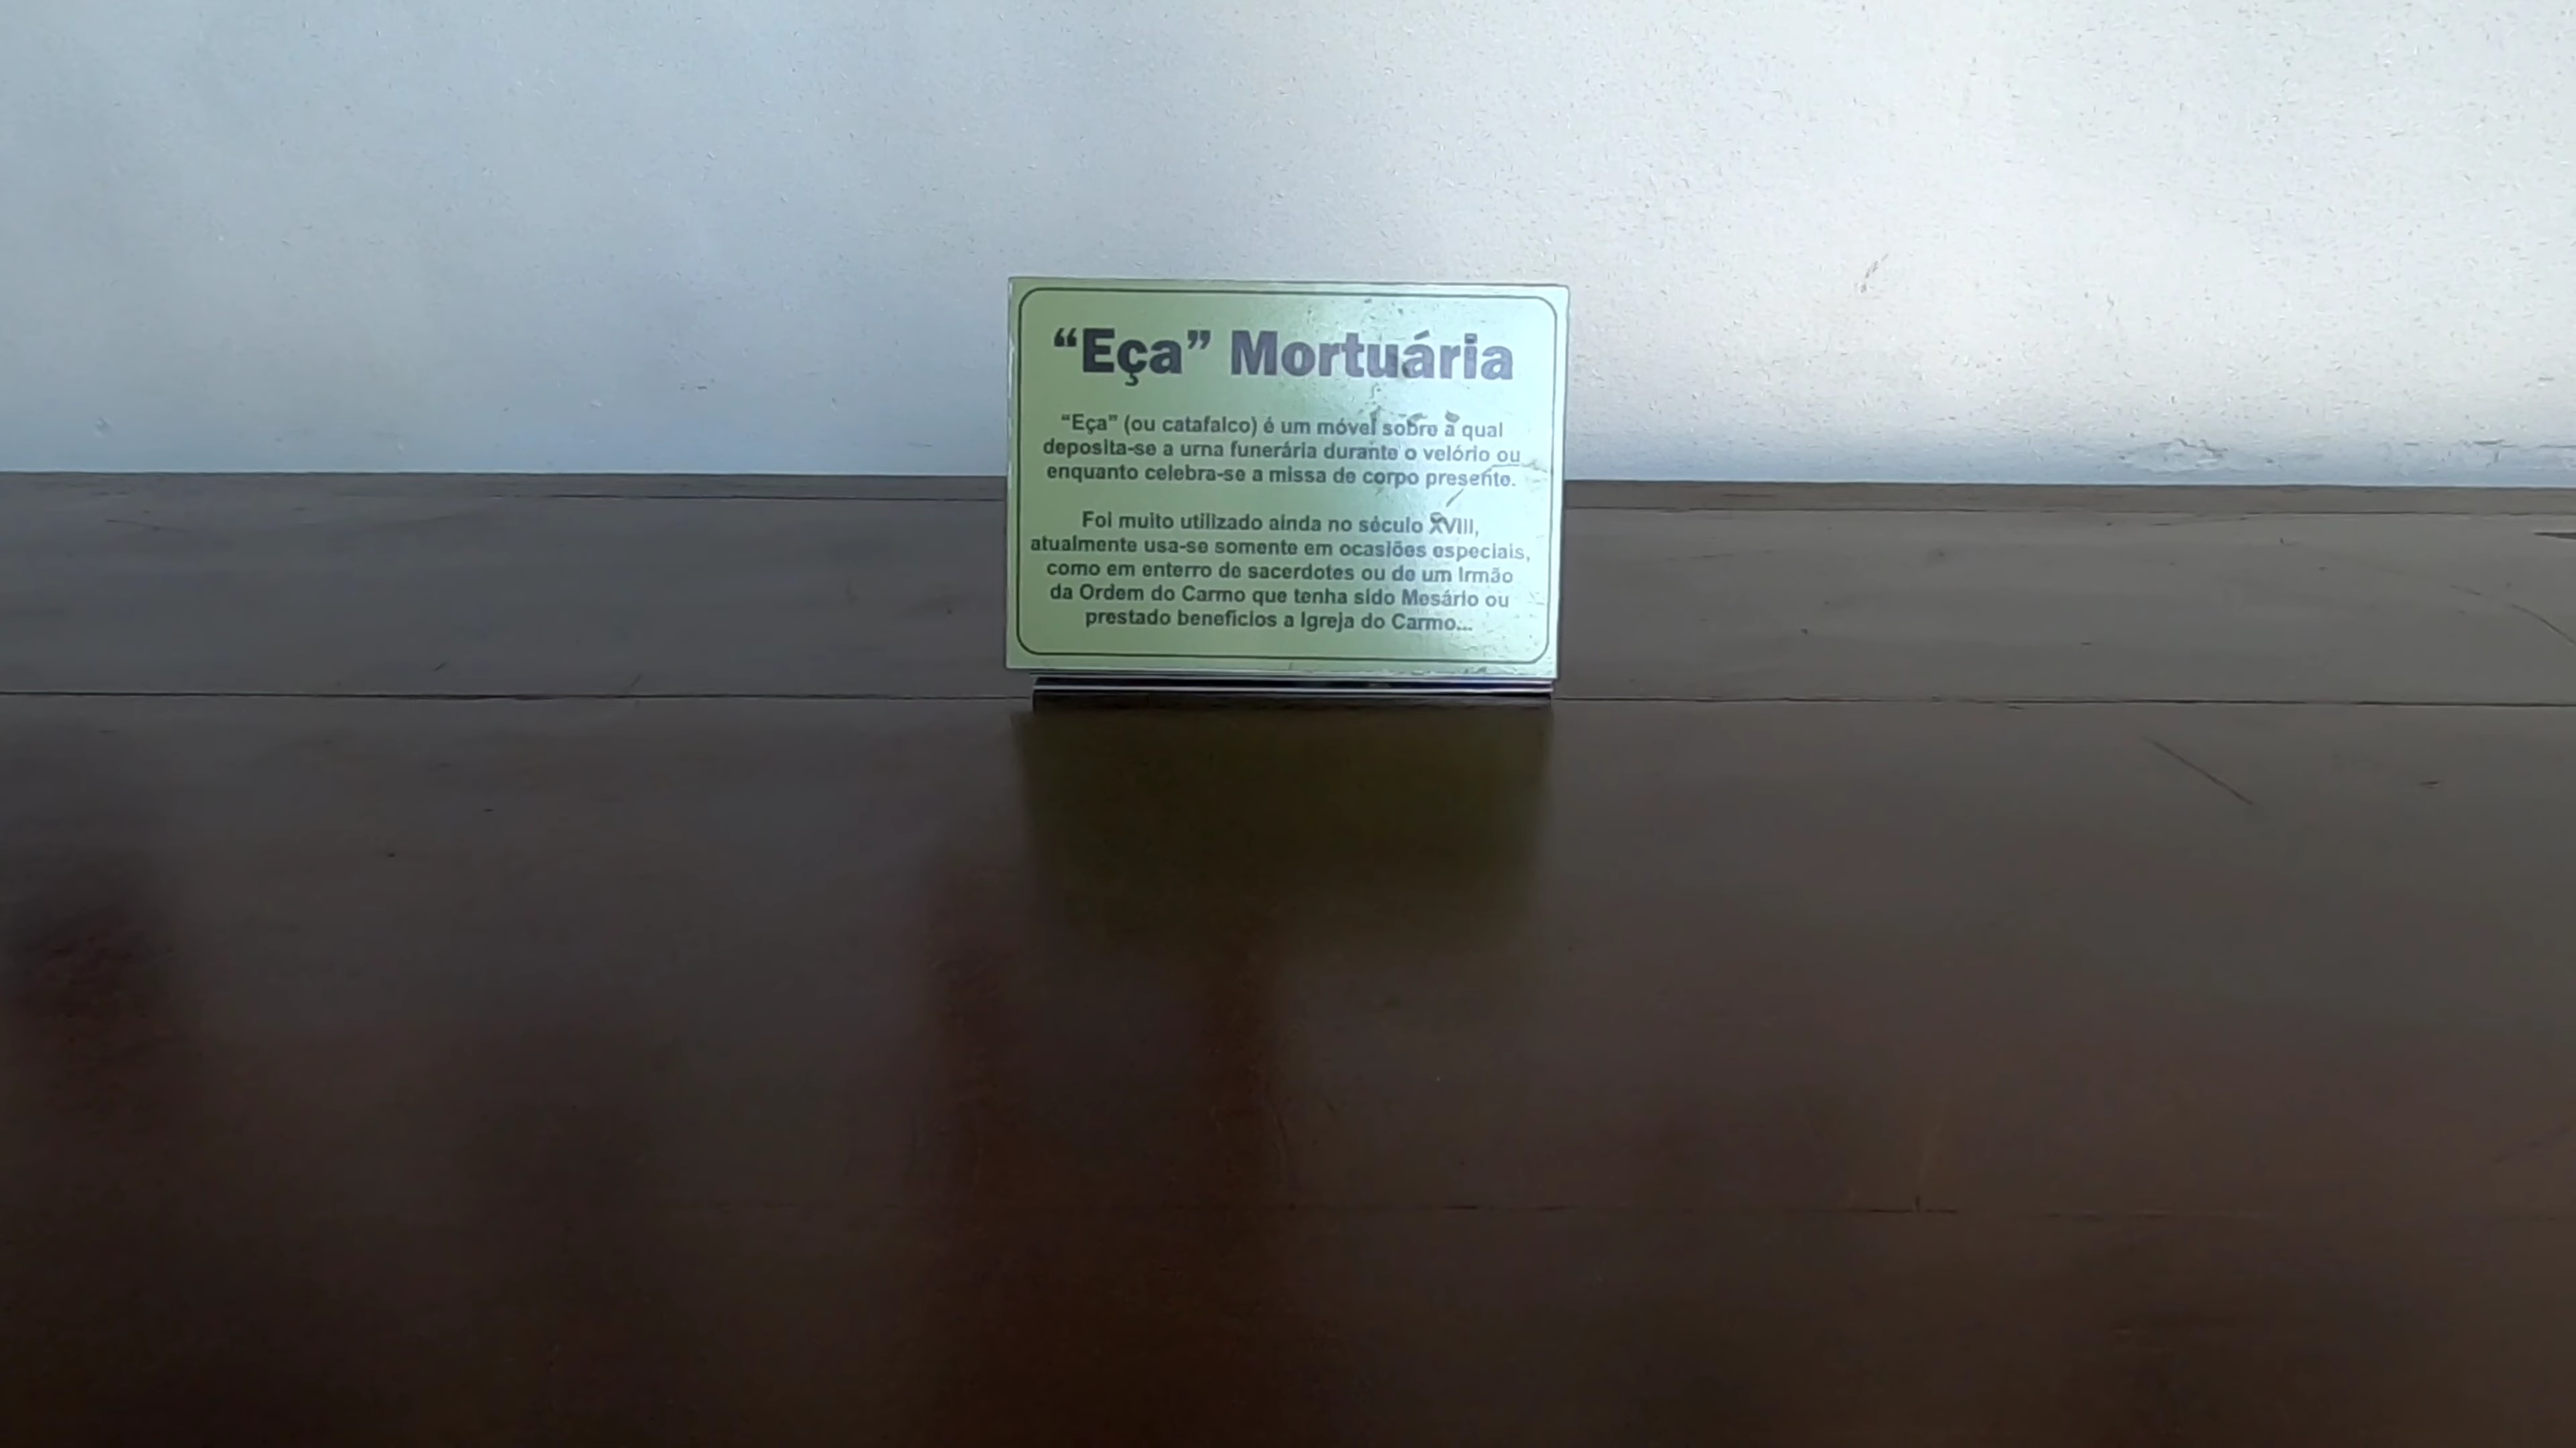 “Eça” Mortuária
“Eça” (ou catafalco) é um móvel sobre a qual
deposita-se a urna funerária durante o velório ou
enquanto celebra-se a missa de corpo presente.
Foi muito utilizado ainda no século XVIII,
atualmente usa-se somente em ocasiões especiais,
como em enterro de sacerdotes ou de um Irmão
da Ordem do Carmo que tenha sido Mesário ou
prestado benefícios a Igreja do Carmo...